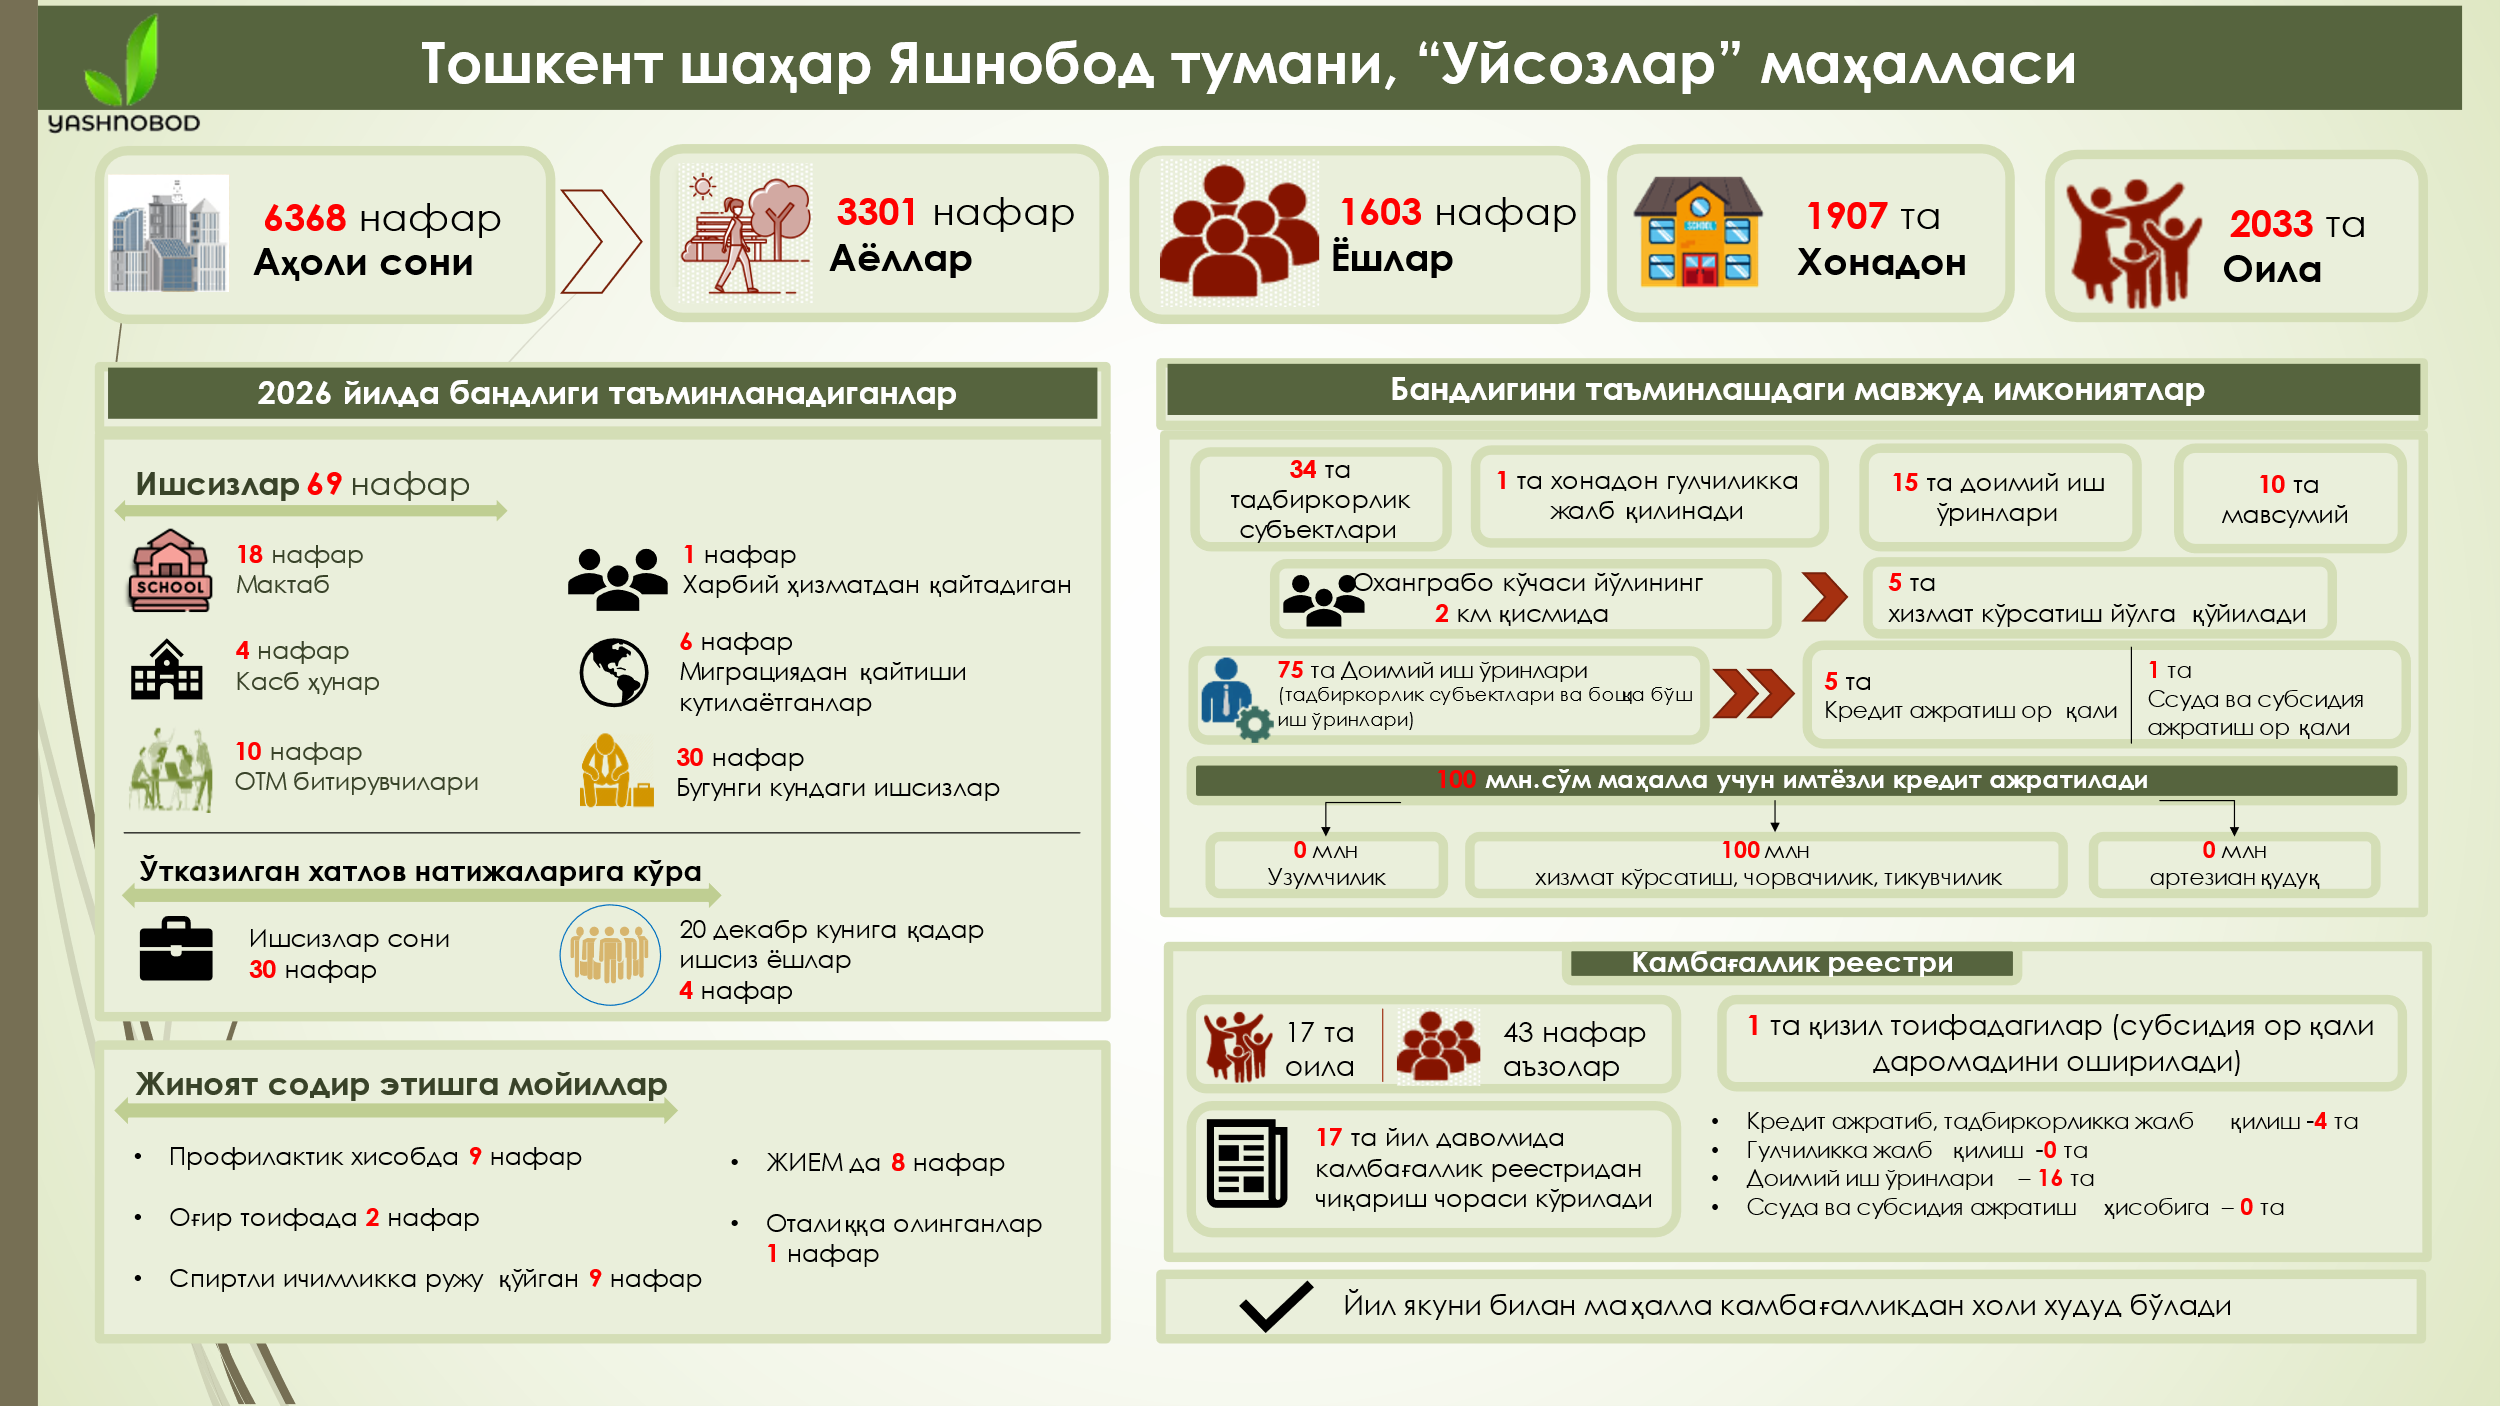 Тошкент шаҳар Яшнобод тумани, “Уйсозлар” маҳалласи
YASHNOBOD
6368 нафар
Аҳоли сони
3301 нафар
Аёллар
1603 нафар
Ёшлар
SCHOOL
1907 та
Хонадон
2033 та
Оила
2026 йилда бандлиги таъминланадиганлар
Ишсизлар 69 нафар
SCHOOL
18 нафар
Мактаб
1 нафар
Харбий ҳизматдан қайтадиган
4 нафар
Касб ҳунар
6 нафар
Миграциядан қайтиши
кутилаётганлар
10 нафар
ОТМ битирувчилари
30 нафар
Бугунги кундаги ишсизлар
Ўтказилган хатлов натижаларига кўра
Ишсизлар сони
30 нафар
20 декабр кунига қадар
ишсиз ёшлар
4 нафар
Жиноят содир этишга мойиллар
• Профилактик хисобда 9 нафар
• Оғир тоифада 2 нафар
• Спиртли ичимликка ружу қўйган 9 нафар
• ЖИЕМ да 8 нафар
• Оталиққа олинганлар
1 нафар
Бандлигини таъминлашдаги мавжуд имкониятлар
34 та
тадбиркорлик
субъектлари
1 та хонадон гулчиликка
жалб қилинади
15 та доимий иш
ўринлари
10 та
мавсумий
Оханграбо кўчаси йўлининг
2 км қисмида
5 та
хизмат кўрсатиш йўлга қўйилади
75 та Доимий иш ўринлари
(тадбиркорлик субъектлари ва бошқа бўш
иш ўринлари)
5 та
Кредит ажратиш ор қали
1 та
Ссуда ва субсидия
ажратиш ор қали
100 млн.сўм маҳалла учун имтёзли кредит ажратилади
0 млн
Узумчилик
100 млн
хизмат кўрсатиш, чорвачилик, тикувчилик
0 млн
артезиан қудуқ
Камбағаллик реестри
17 та
оила
43 нафар
аъзолар
1 та қизил тоифадагилар (субсидия ор қали
даромадини оширилади)
17 та йил давомида
камбағаллик реестридан
чиқариш чораси кўрилади
• Кредит ажратиб, тадбиркорликка жалб қилиш -4 та
• Гулчиликка жалб қилиш -0 та
• Доимий иш ўринлари – 16 та
• Ссуда ва субсидия ажратиш ҳисобига – 0 та
Йил якуни билан маҳалла камбағалликдан холи худуд бўлади